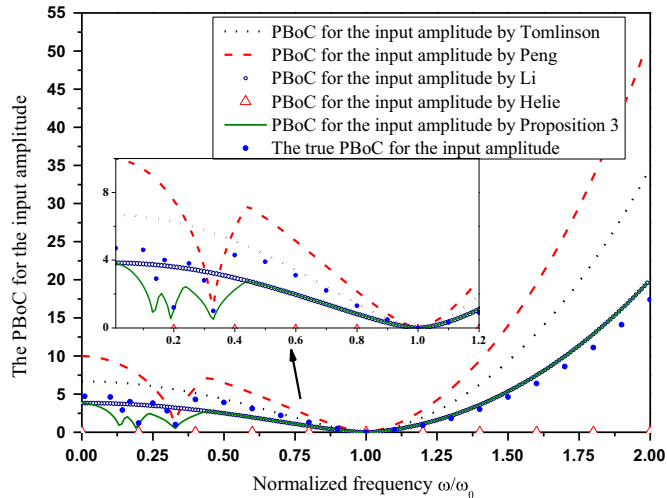 55
50
45
40
35
30
25
20
15
10
5
0
The PBoC for the input amplitude
PBoC for the input amplitude by Tomlinson
PBoC for the input amplitude by Peng
PBoC for the input amplitude by Li
PBoC for the input amplitude by Helie
PBoC for the input amplitude by Proposition 3
The true PBoC for the input amplitude
8
4
0
0.2 0.4 0.6 0.8 1.0 1.2
0.00 0.25 0.50 0.75 1.00 1.25 1.50 1.75 2.00
Normalized frequency ω/ω₀